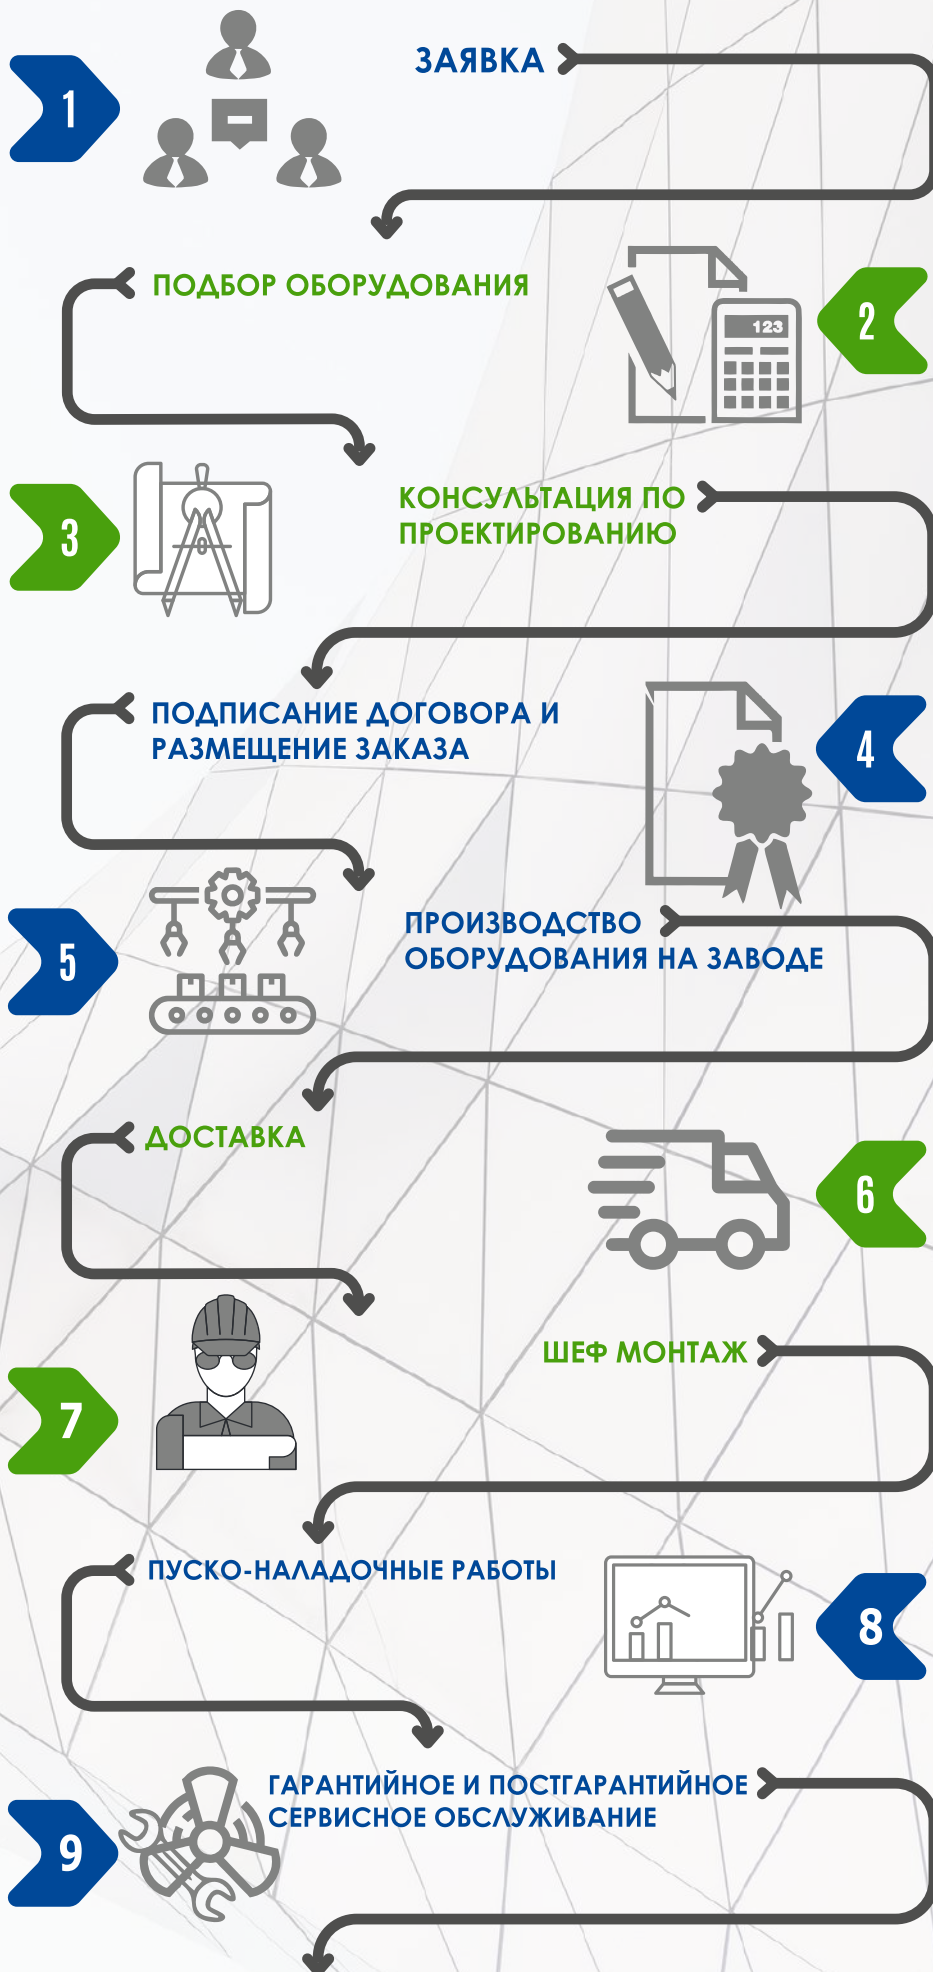 1
ЗАЯВКА
ПОДБОР ОБОРУДОВАНИЯ
2
123
3
КОНСУЛЬТАЦИЯ ПО
ПРОЕКТИРОВАНИЮ
ПОДПИСАНИЕ ДОГОВОРА И
РАЗМЕЩЕНИЕ ЗАКАЗА
4
5
ПРОИЗВОДСТВО
ОБОРУДОВАНИЯ НА ЗАВОДЕ
ДОСТАВКА
6
7
ШЕФ МОНТАЖ
ПУСКО-НАЛАДОЧНЫЕ РАБОТЫ
8
9
ГАРАНТИЙНОЕ И ПОСТГАРАНТИЙНОЕ
СЕРВИСНОЕ ОБСЛУЖИВАНИЕ